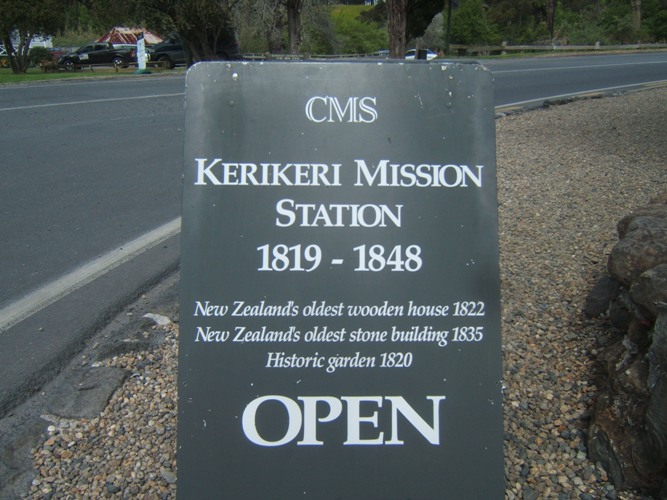 CMS
KERIKERI MISSION
STATION
1819 - 1848
New Zealand's oldest wooden house 1822
New Zealand's oldest stone building 1835
Historic garden 1820
OPEN